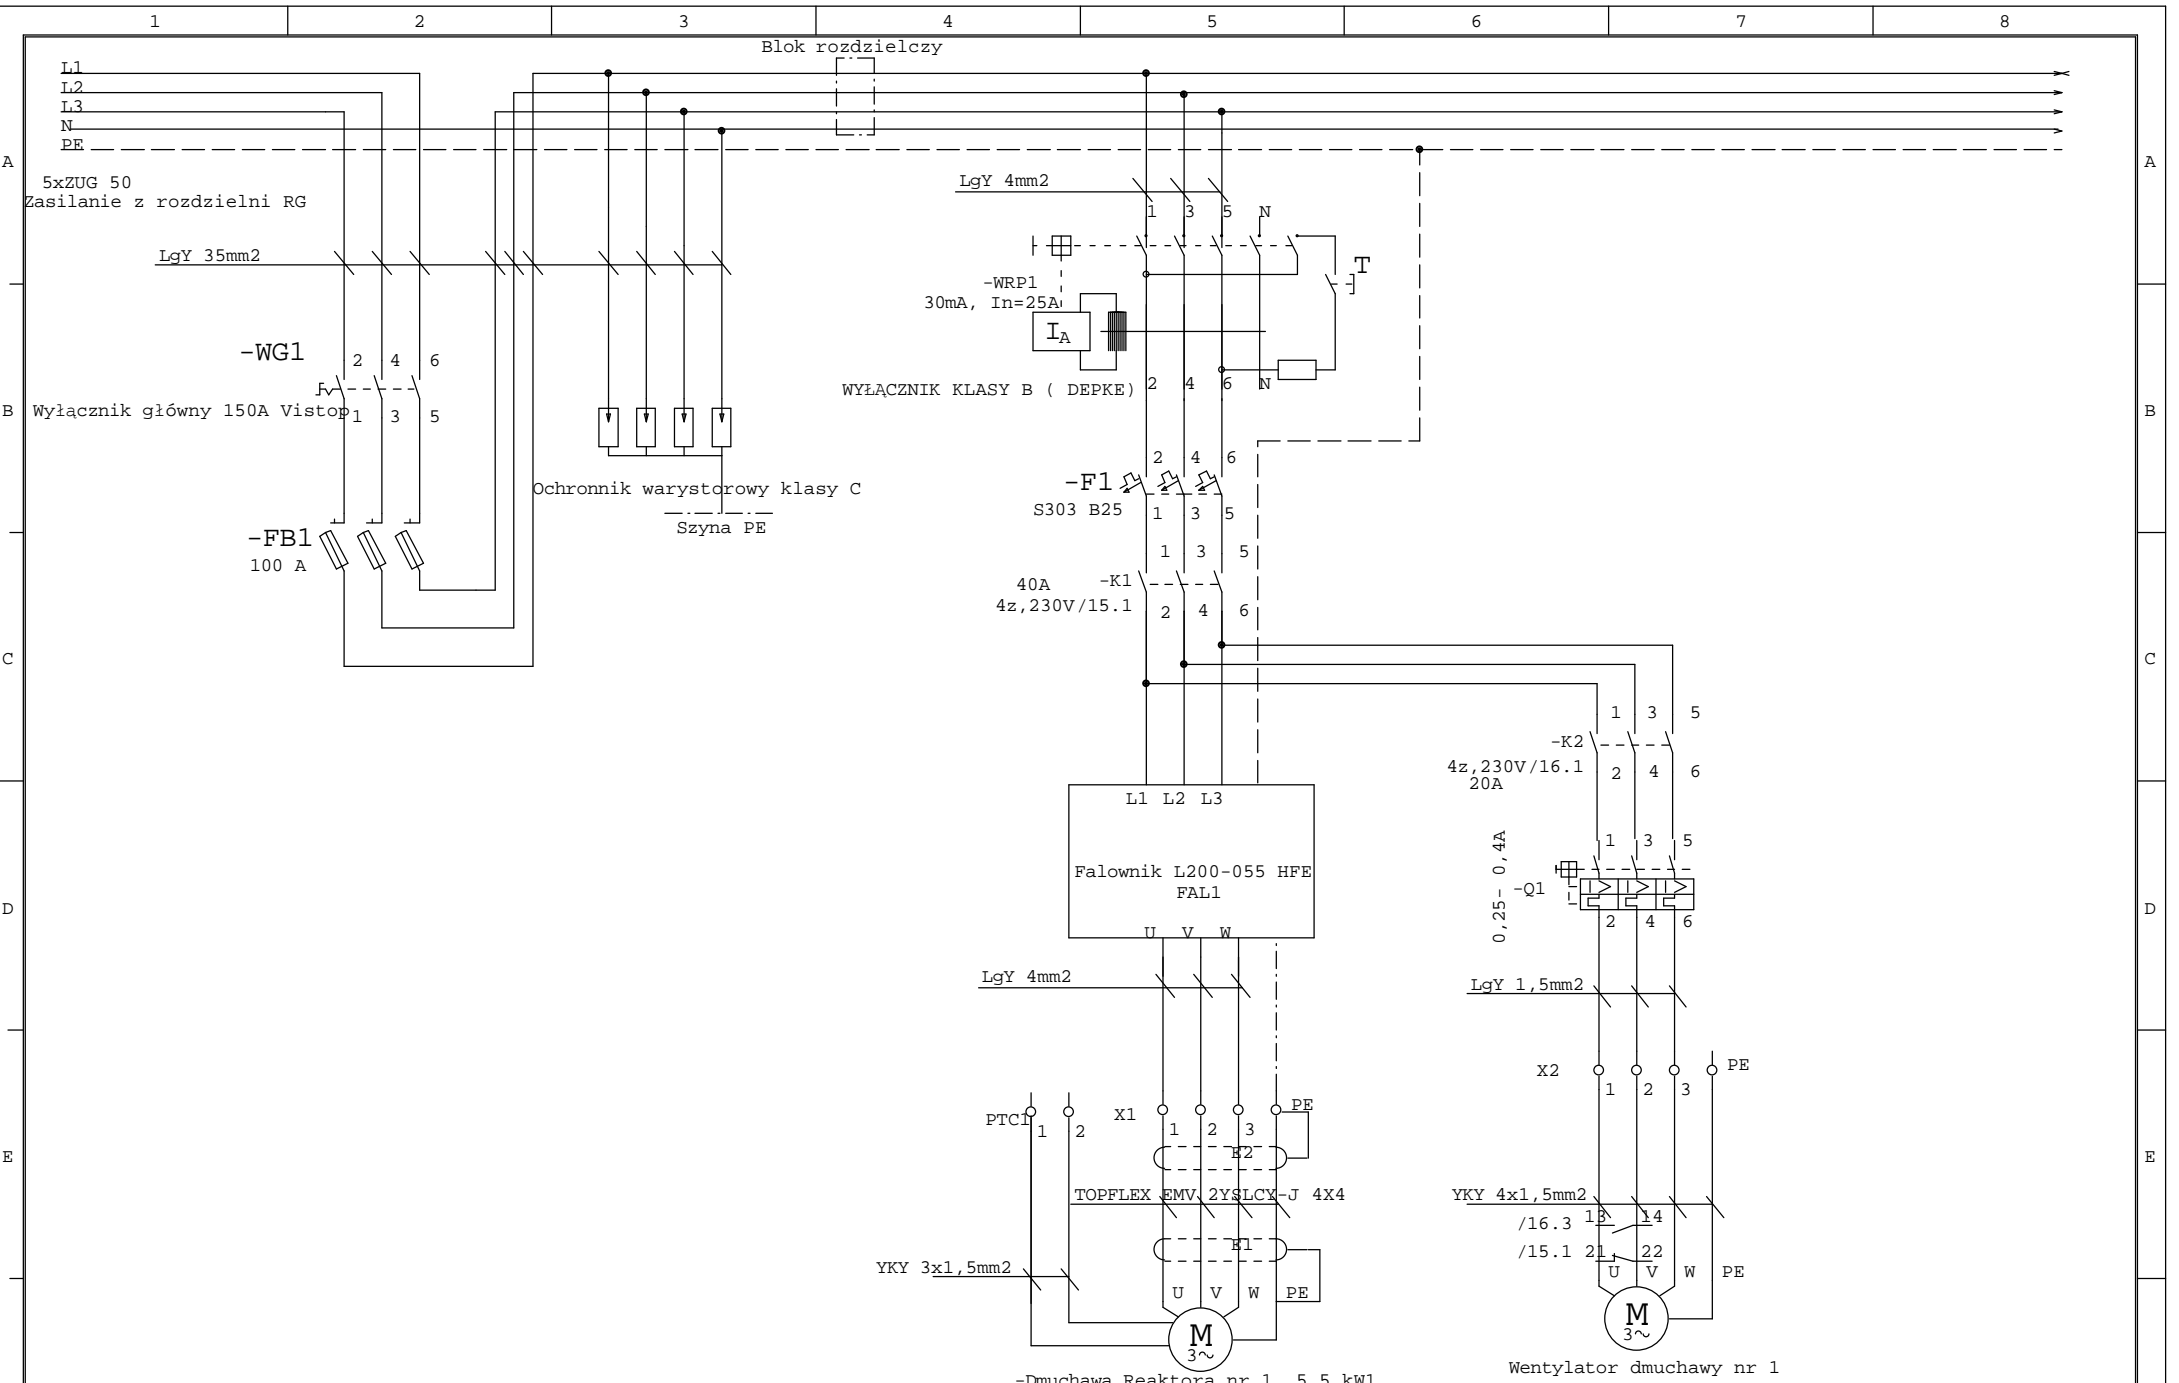 1 2 3 4 5 6 7 8
Blok rozdzielczy
L1
L2
L3
N
PE
A A
5xZUG 50
Zasilanie z rozdzielni RG
LgY 4mm2
1 3 5 N
LgY 35mm2
T
-WRP1
30mA, In=25A
IA
-WG1
2 4 6
WYŁĄCZNIK KLASY B ( DEPKE)
2 4 6 N
B B
Wyłącznik główny 150A Vistop
1 3 5
2 4 6
-F1
S303 B25
1 3 5
Ochronnik warystorowy klasy C
Szyna PE
-FB1
100 A
1 3 5
40A -K1
4z,230V/15.1
2 4 6
C C
1 3 5
-K2
4z,230V/16.1
20A
2 4 6
L1 L2 L3
Falownik L200-055 HFE
FAL1
U V W
1 3 5
0,25- 0,4A
-Q1
2 4 6
D D
LgY 4mm2
LgY 1,5mm2
X2
PE
1 2 3
PTC1
1 2
X1
PE
1 2 3
E2
E E
TOPFLEX EMV 2YSLCY-J 4X4
YKY 4x1,5mm2
/16.3 13 14
E1
/15.1 21 22
YKY 3x1,5mm2
U V W PE
U V W PE
M
3~
M
3~
Wentylator dmuchawy nr 1
-Dmuchawa Reaktora nr 1 5,5 kW1